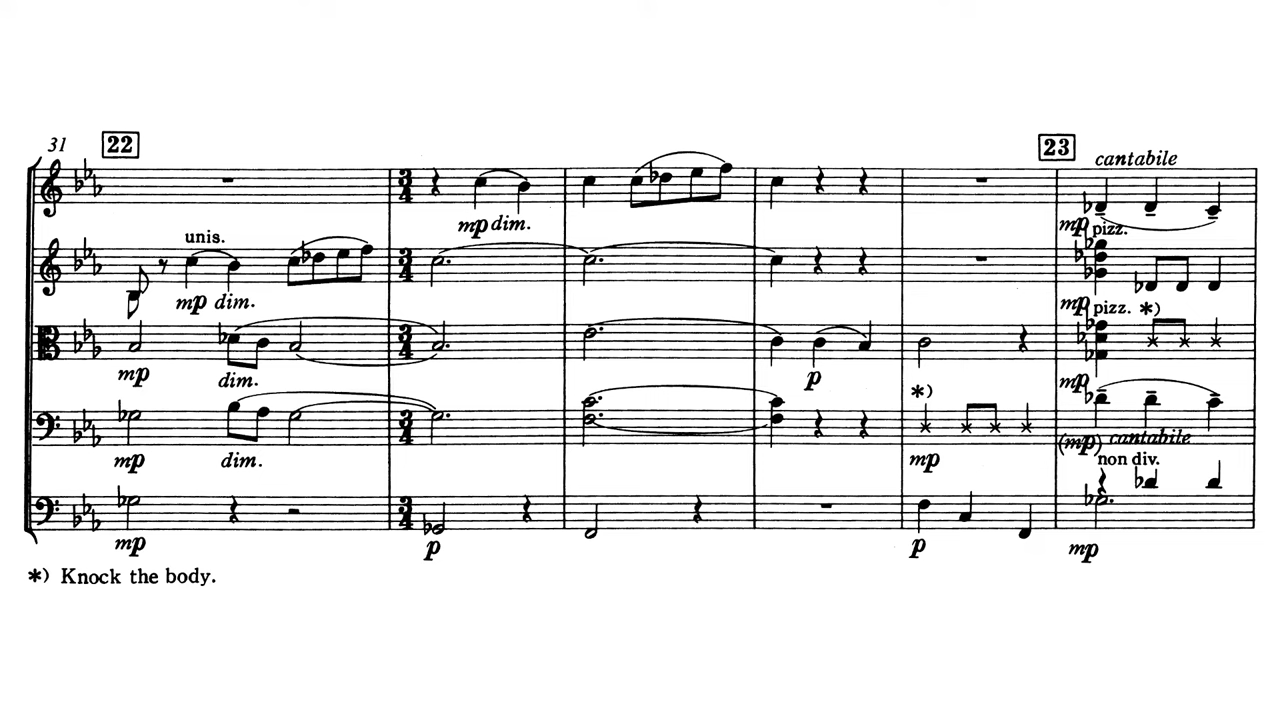 31 22 23
cantabile
mp dim. mp pizz.
unis.
mp dim. mp pizz. *)
mp dim. p mp
*)
mp dim. mp (mp) cantabile
non div.
mp p p mp
*) Knock the body.